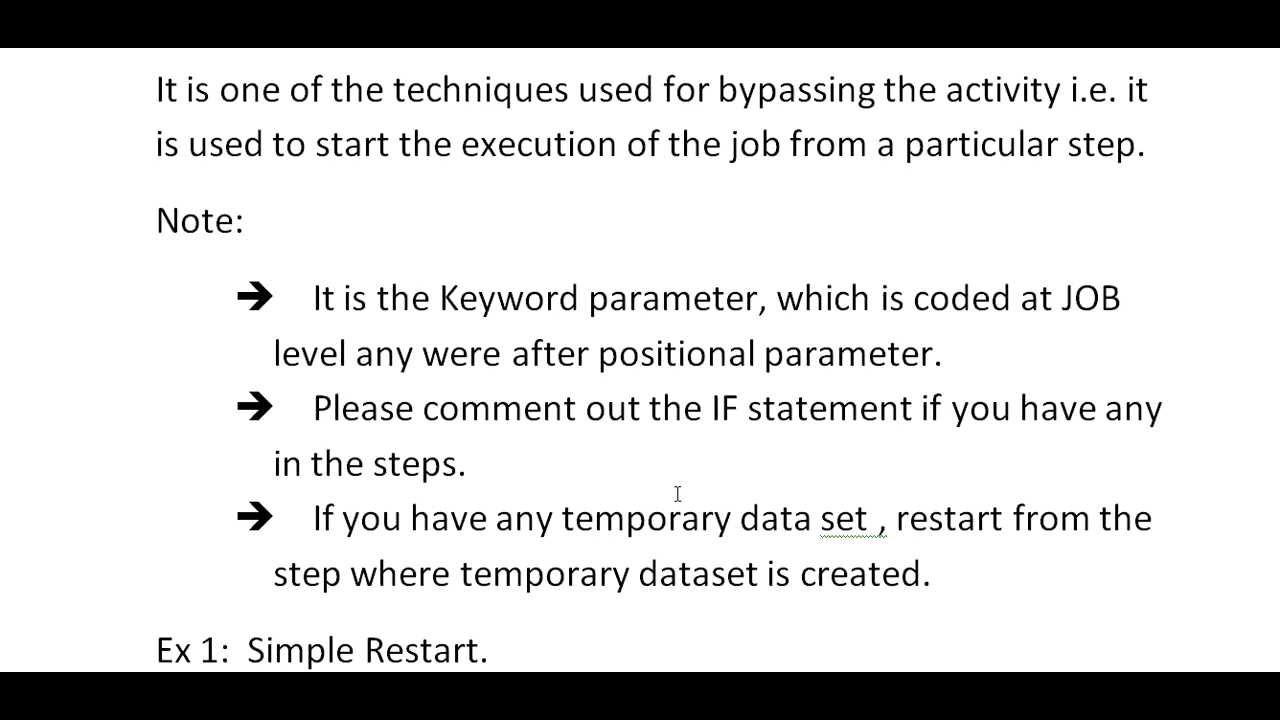 It is one of the techniques used for bypassing the activity i.e. it
is used to start the execution of the job from a particular step.
Note:
➔ It is the Keyword parameter, which is coded at JOB
level any were after positional parameter.
➔ Please comment out the IF statement if you have any
in the steps.
➔ If you have any temporary data set , restart from the
step where temporary dataset is created.
Ex 1:  Simple Restart.